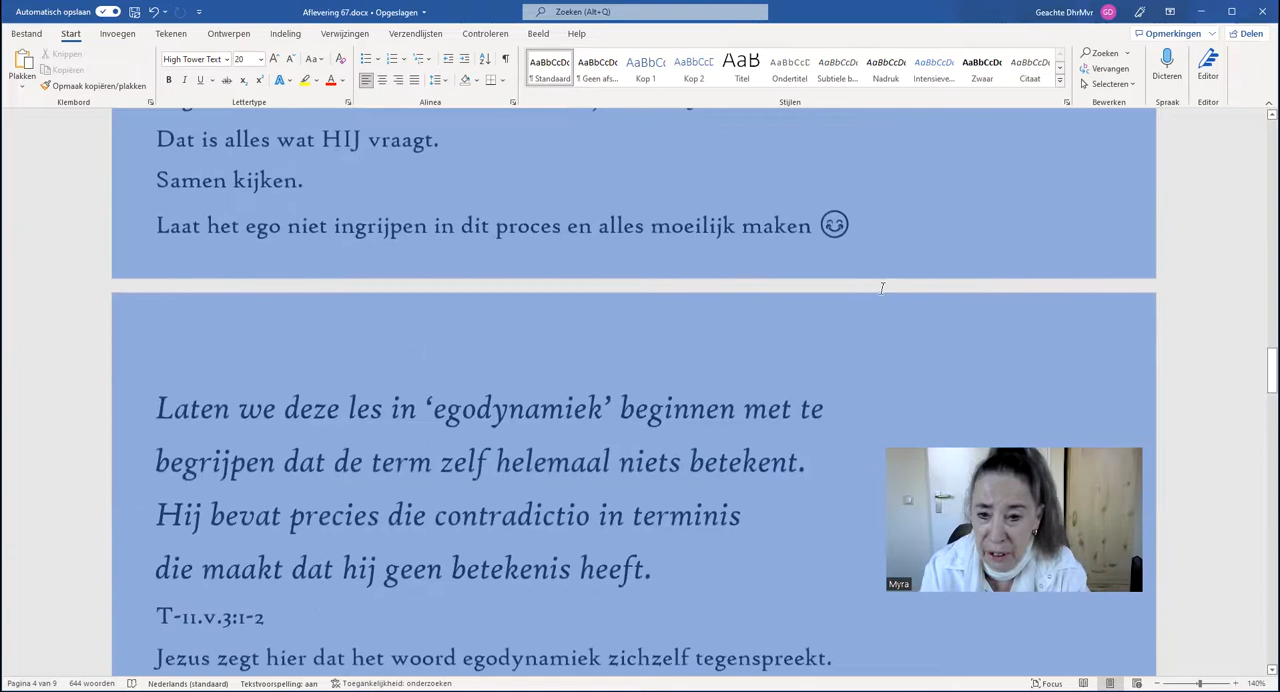 Automatisch opslaan
Aflevering 67.docx • Opgeslagen
Zoeken (Alt+Q)
Geachte DhrMvr
GD
Bestand Start Invoegen Tekenen Ontwerpen Indeling Verwijzingen Verzendlijsten Controleren Beeld Help
Opmerkingen Delen
Plakken
Knippen
Kopiëren
Opmaak kopiëren/plakken
Klembord
High Tower Text 20
Lettertype
Alinea
AaBbCcDc AaBbCcDc AaBbCc AaBbCcD AaB AaBbCcDc AaBbCcDc AaBbCcDc AaBbCcDc AaBbCcDc AaBbCcDc
¶ Standaard ¶ Geen afs... Kop 1 Kop 2 Titel Ondertitel Subtiele b... Nadruk Intensieve... Zwaar Citaat
Stijlen
Zoeken
Vervangen
Selecteren
Bewerken
Dicteren
Spraak
Editor
Editor
Dat is alles wat HIJ vraagt.
Samen kijken.
Laat het ego niet ingrijpen in dit proces en alles moeilijk maken
Laten we deze les in ‘egodynamiek’ beginnen met te
begrijpen dat de term zelf helemaal niets betekent.
Hij bevat precies die contradictio in terminis
die maakt dat hij geen betekenis heeft.
T-11.v.3:1-2
Jezus zegt hier dat het woord egodynamiek zichzelf tegenspreekt.
Myra
Pagina 4 van 9 644 woorden Nederlands (standaard) Tekstvoorspelling: aan Toegankelijkheid: onderzoeken
Focus 140%